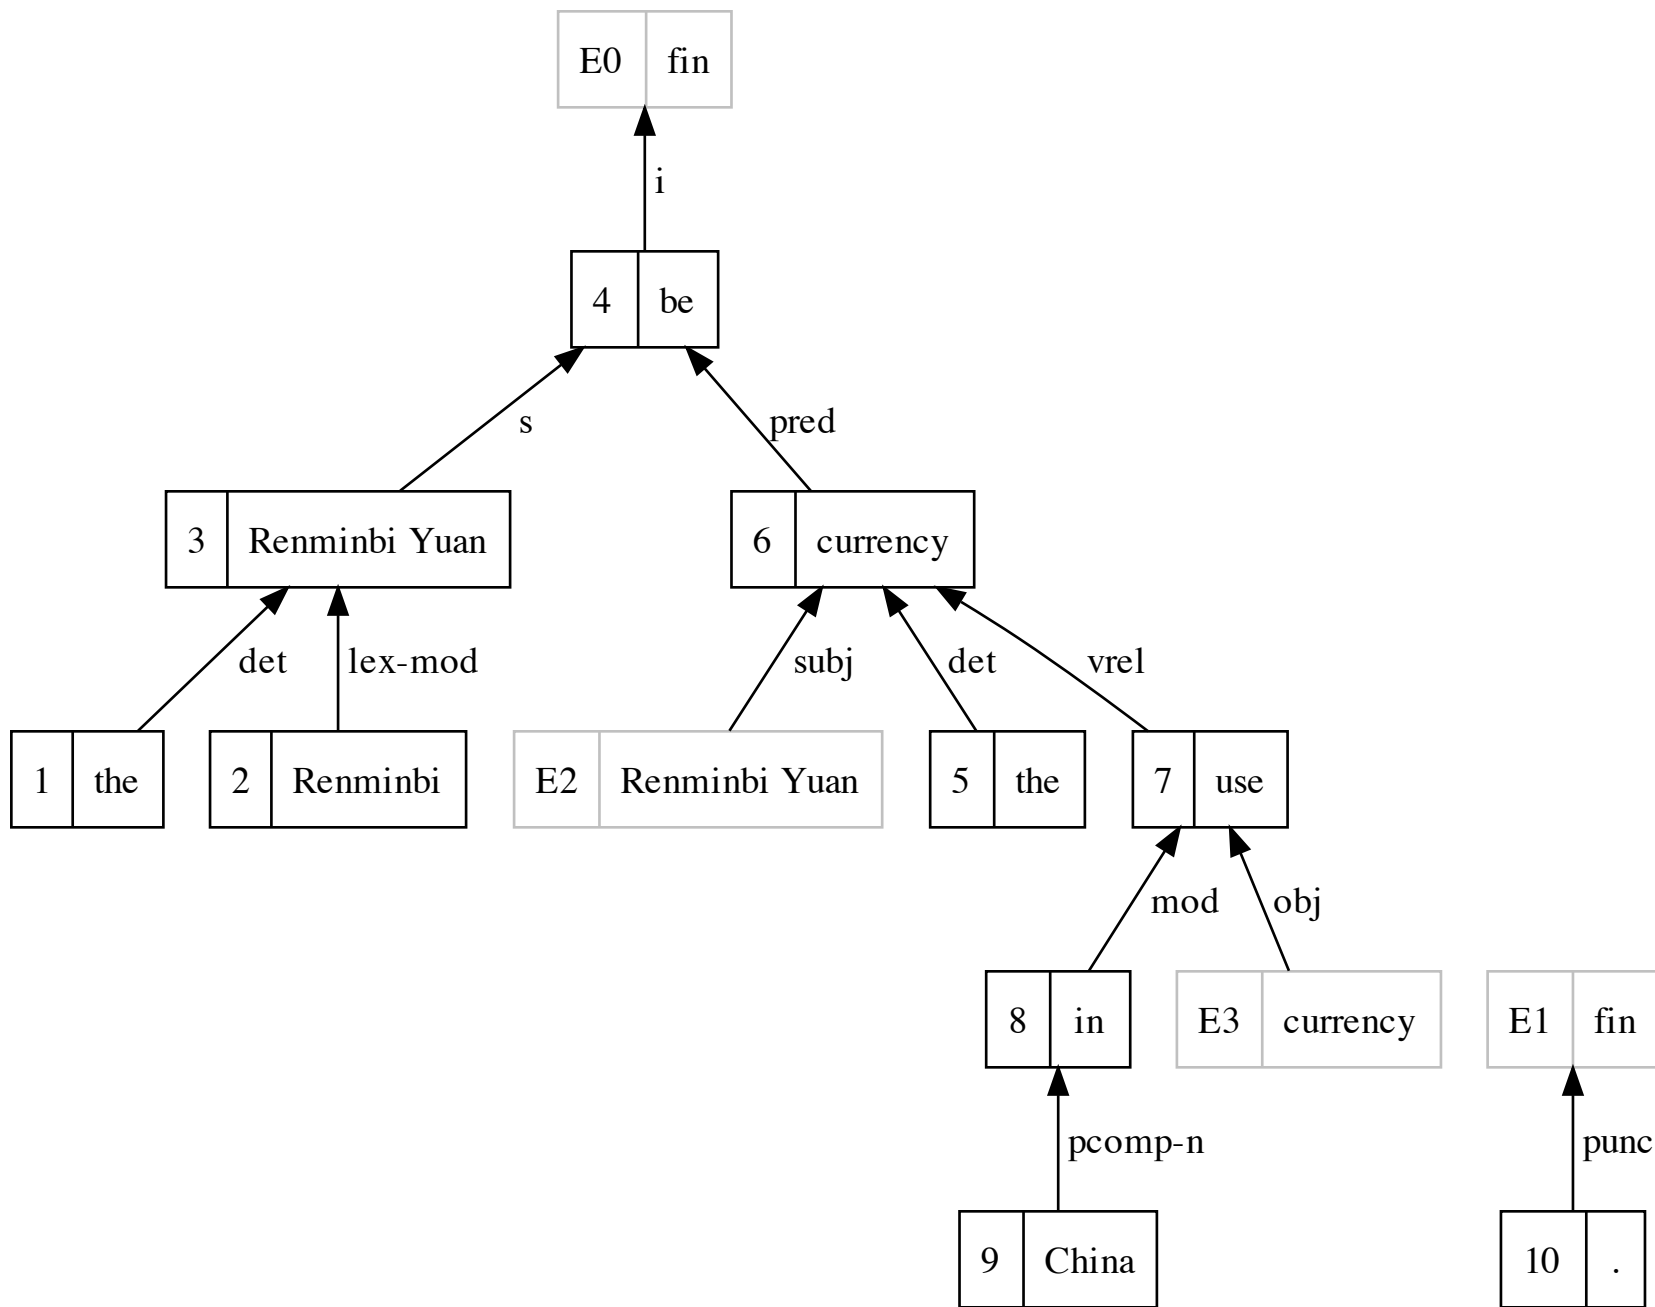 E0 fin
i
4 be
s pred
3 Renminbi Yuan 6 currency
det lex-mod subj det vrel
1 the 2 Renminbi E2 Renminbi Yuan 5 the 7 use
mod obj
8 in E3 currency E1 fin
pcomp-n punc
9 China 10 .